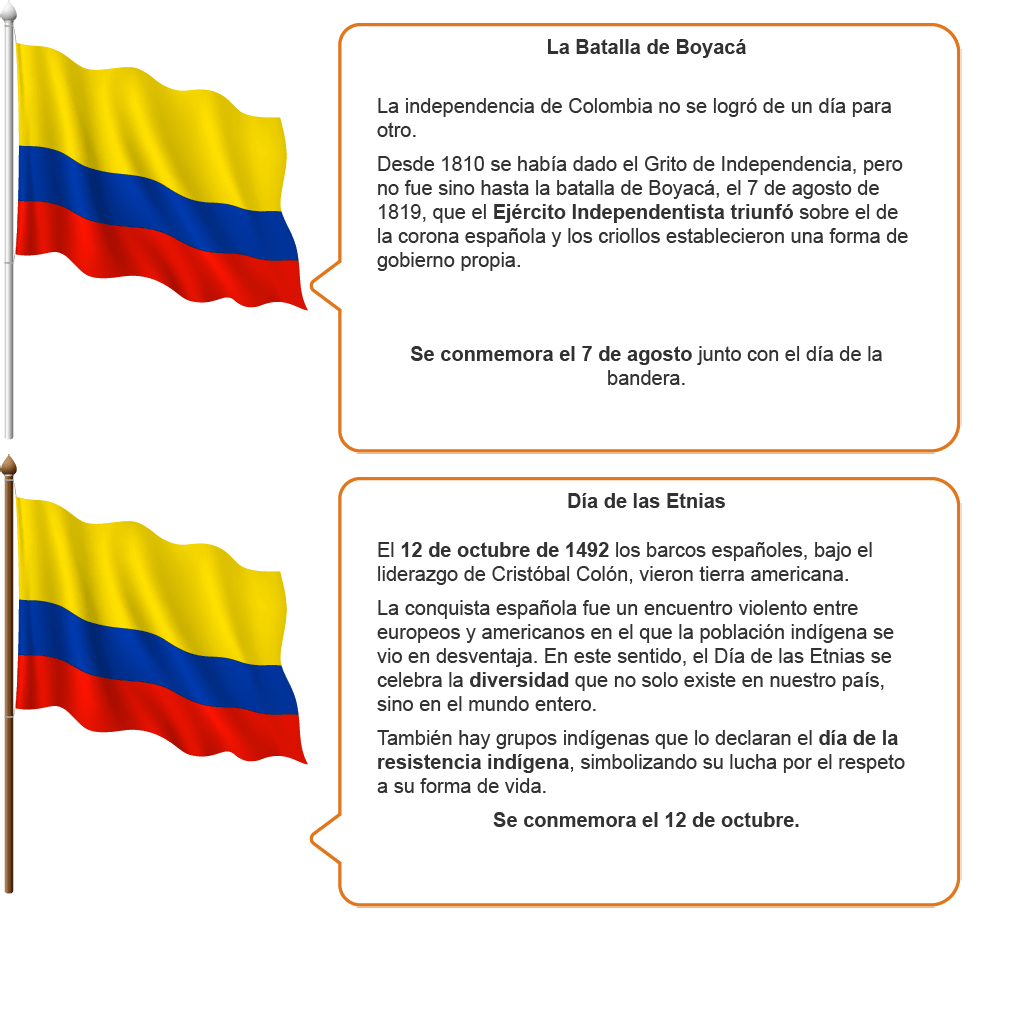 La Batalla de Boyacá
La independencia de Colombia no se logró de un día para
otro.
Desde 1810 se había dado el Grito de Independencia, pero
no fue sino hasta la batalla de Boyacá, el 7 de agosto de
1819, que el Ejército Independentista triunfó sobre el de
la corona española y los criollos establecieron una forma de
gobierno propia.
Se conmemora el 7 de agosto junto con el día de la
bandera.
Día de las Etnias
El 12 de octubre de 1492 los barcos españoles, bajo el
liderazgo de Cristóbal Colón, vieron tierra americana.
La conquista española fue un encuentro violento entre
europeos y americanos en el que la población indígena se
vio en desventaja. En este sentido, el Día de las Etnias se
celebra la diversidad que no solo existe en nuestro país,
sino en el mundo entero.
También hay grupos indígenas que lo declaran el día de la
resistencia indígena, simbolizando su lucha por el respeto
a su forma de vida.
Se conmemora el 12 de octubre.